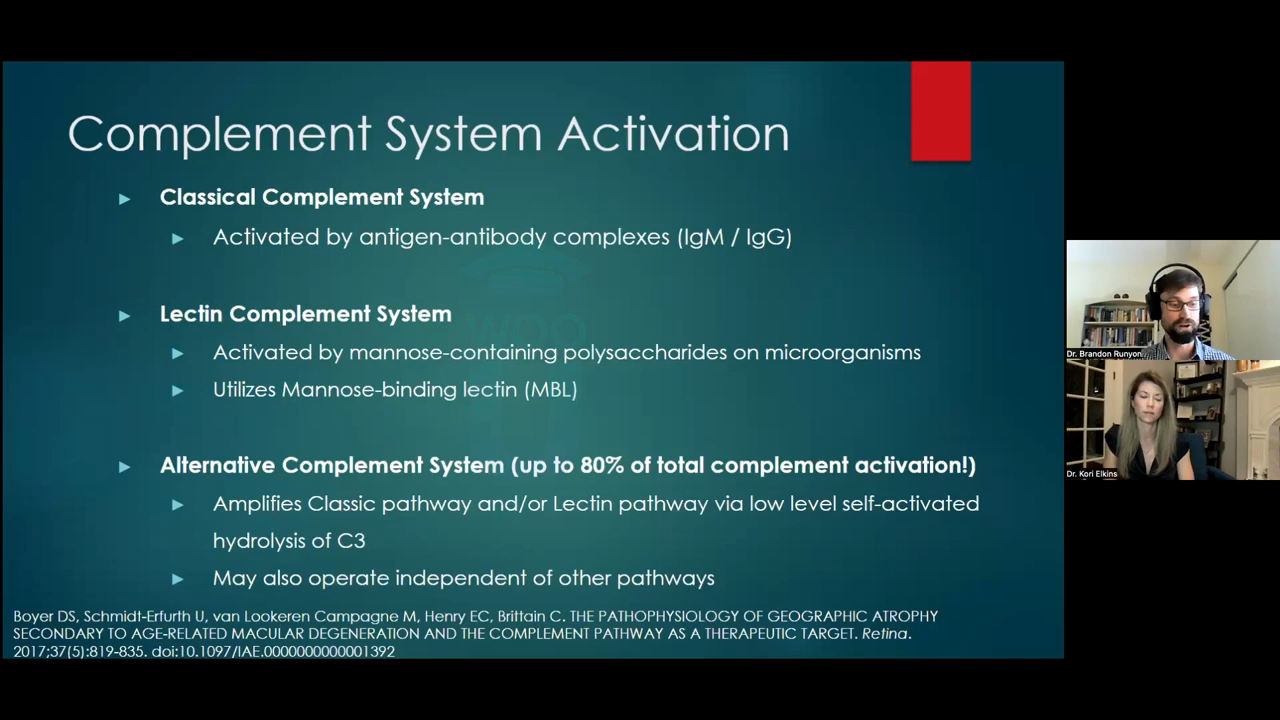 Complement System Activation
Classical Complement System
Activated by antigen-antibody complexes (IgM / IgG)
Lectin Complement System
Activated by mannose-containing polysaccharides on microorganisms
Utilizes Mannose-binding lectin (MBL)
Alternative Complement System (up to 80% of total complement activation!)
Amplifies Classic pathway and/or Lectin pathway via low level self-activated
hydrolysis of C3
May also operate independent of other pathways
Boyer DS, Schmidt-Erfurth U, van Lookeren Campagne M, Henry EC, Brittain C. THE PATHOPHYSIOLOGY OF GEOGRAPHIC ATROPHY
SECONDARY TO AGE-RELATED MACULAR DEGENERATION AND THE COMPLEMENT PATHWAY AS A THERAPEUTIC TARGET. Retina.
2017;37(5):819-835. doi:10.1097/IAE.0000000000001392
Dr. Brandon Runyon
Dr. Kori Elkins